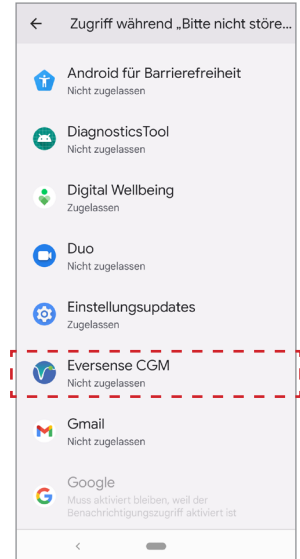 Zugriff während „Bitte nicht störe...
Android für Barrierefreiheit
Nicht zugelassen
DiagnosticsTool
Nicht zugelassen
Digital Wellbeing
Zugelassen
Duo
Nicht zugelassen
Einstellungsupdates
Zugelassen
Eversense CGM
Nicht zugelassen
Gmail
Nicht zugelassen
Google
Muss aktiviert bleiben, weil der
Benachrichtigungszugriff aktiviert ist